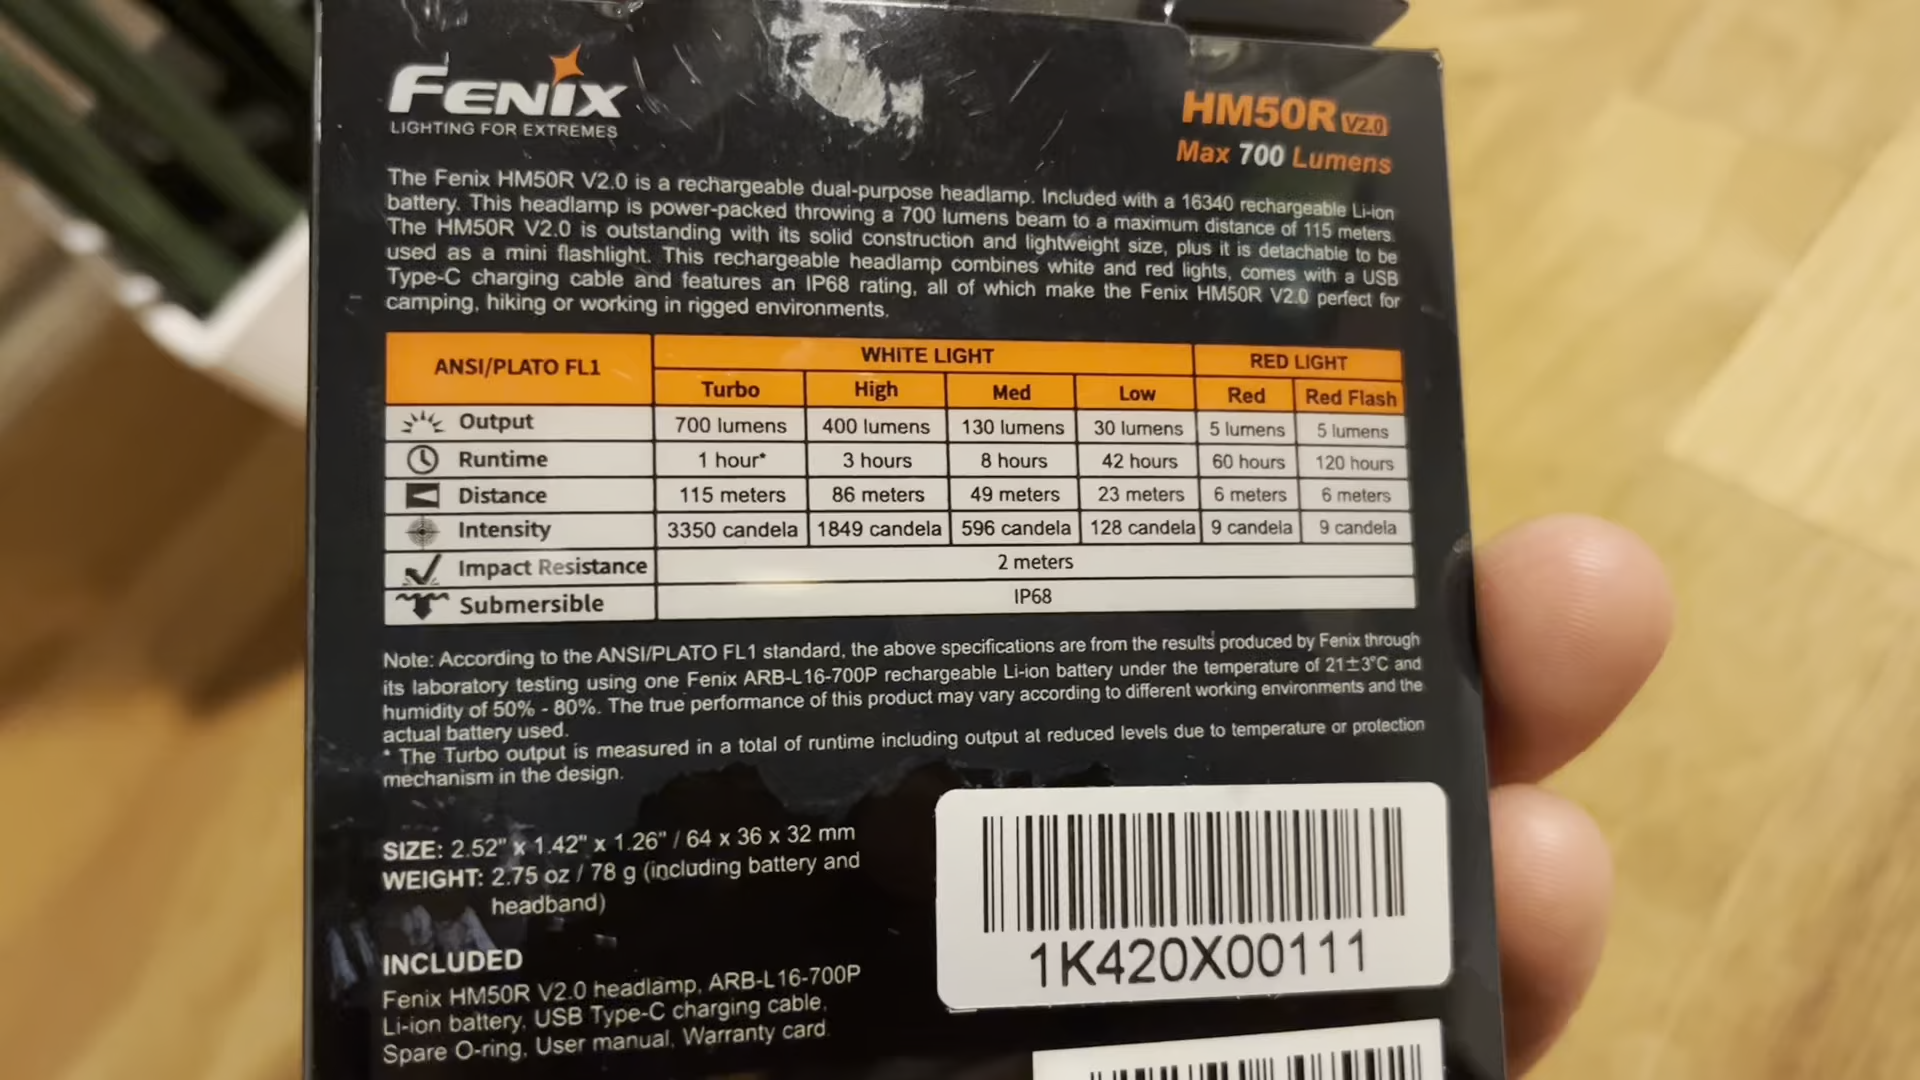 FENIX
LIGHTING FOR EXTREMES
HM50R V2.0
Max 700 Lumens
The Fenix HM50R V2.0 is a rechargeable dual-purpose headlamp. Included with a 16340 rechargeable Li-ion
battery. This headlamp is power-packed throwing a 700 lumens beam to a maximum distance of 115 meters.
The HM50R V2.0 is outstanding with its solid construction and lightweight size, plus it is detachable to be
used as a mini flashlight. This rechargeable headlamp combines white and red lights, comes with a USB
Type-C charging cable and features an IP68 rating, all of which make the Fenix HM50R V2.0 perfect for
camping, hiking or working in rigged environments.
ANSI/PLATO FL1 WHITE LIGHT RED LIGHT
Turbo High Med Low Red Red Flash
Output 700 lumens 400 lumens 130 lumens 30 lumens 5 lumens 5 lumens
Runtime 1 hour* 3 hours 8 hours 42 hours 60 hours 120 hours
Distance 115 meters 86 meters 49 meters 23 meters 6 meters 6 meters
Intensity 3350 candela 1849 candela 596 candela 128 candela 9 candela 9 candela
Impact Resistance 2 meters
Submersible IP68
Note: According to the ANSI/PLATO FL1 standard, the above specifications are from the results produced by Fenix through
its laboratory testing using one Fenix ARB-L16-700P rechargeable Li-ion battery under the temperature of 21±3°C and
humidity of 50% - 80%. The true performance of this product may vary according to different working environments and the
actual battery used.
* The Turbo output is measured in a total of runtime including output at reduced levels due to temperature or protection
mechanism in the design.
SIZE: 2.52" x 1.42" x 1.26" / 64 x 36 x 32 mm
WEIGHT: 2.75 oz / 78 g (including battery and
headband)
INCLUDED
Fenix HM50R V2.0 headlamp, ARB-L16-700P
Li-ion battery, USB Type-C charging cable,
Spare O-ring, User manual, Warranty card
1K420X00111